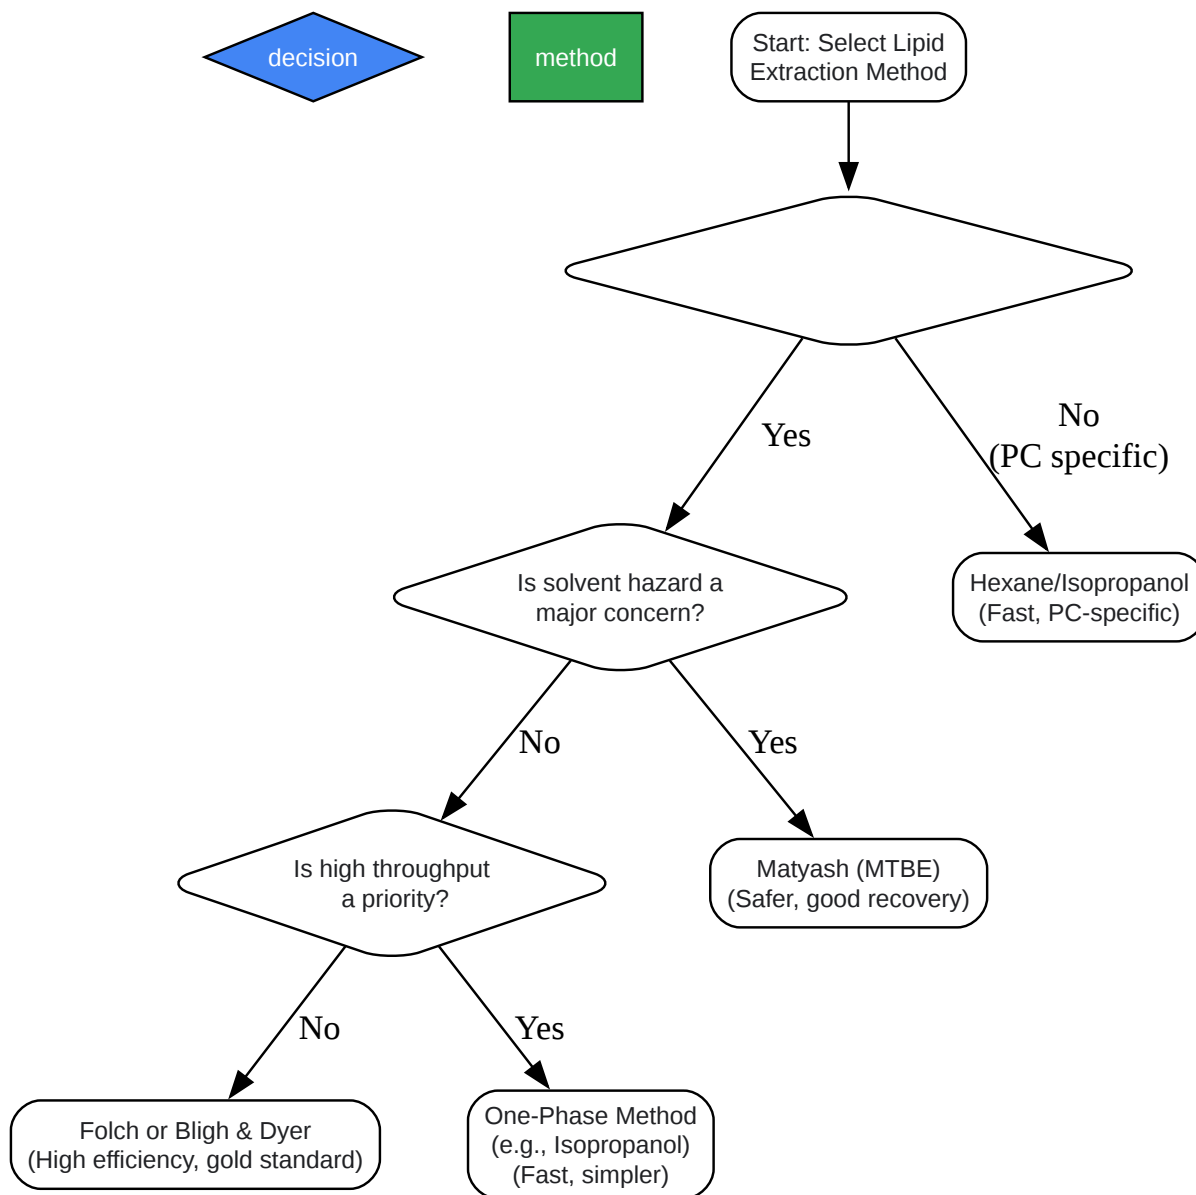 decision
method
Start: Select Lipid
Extraction Method
Yes
No
(PC specific)
Is solvent hazard a
major concern?
Hexane/Isopropanol
(Fast, PC-specific)
No
Yes
Is high throughput
a priority?
Matyash (MTBE)
(Safer, good recovery)
No
Yes
Folch or Bligh & Dyer
(High efficiency, gold standard)
One-Phase Method
(e.g., Isopropanol)
(Fast, simpler)